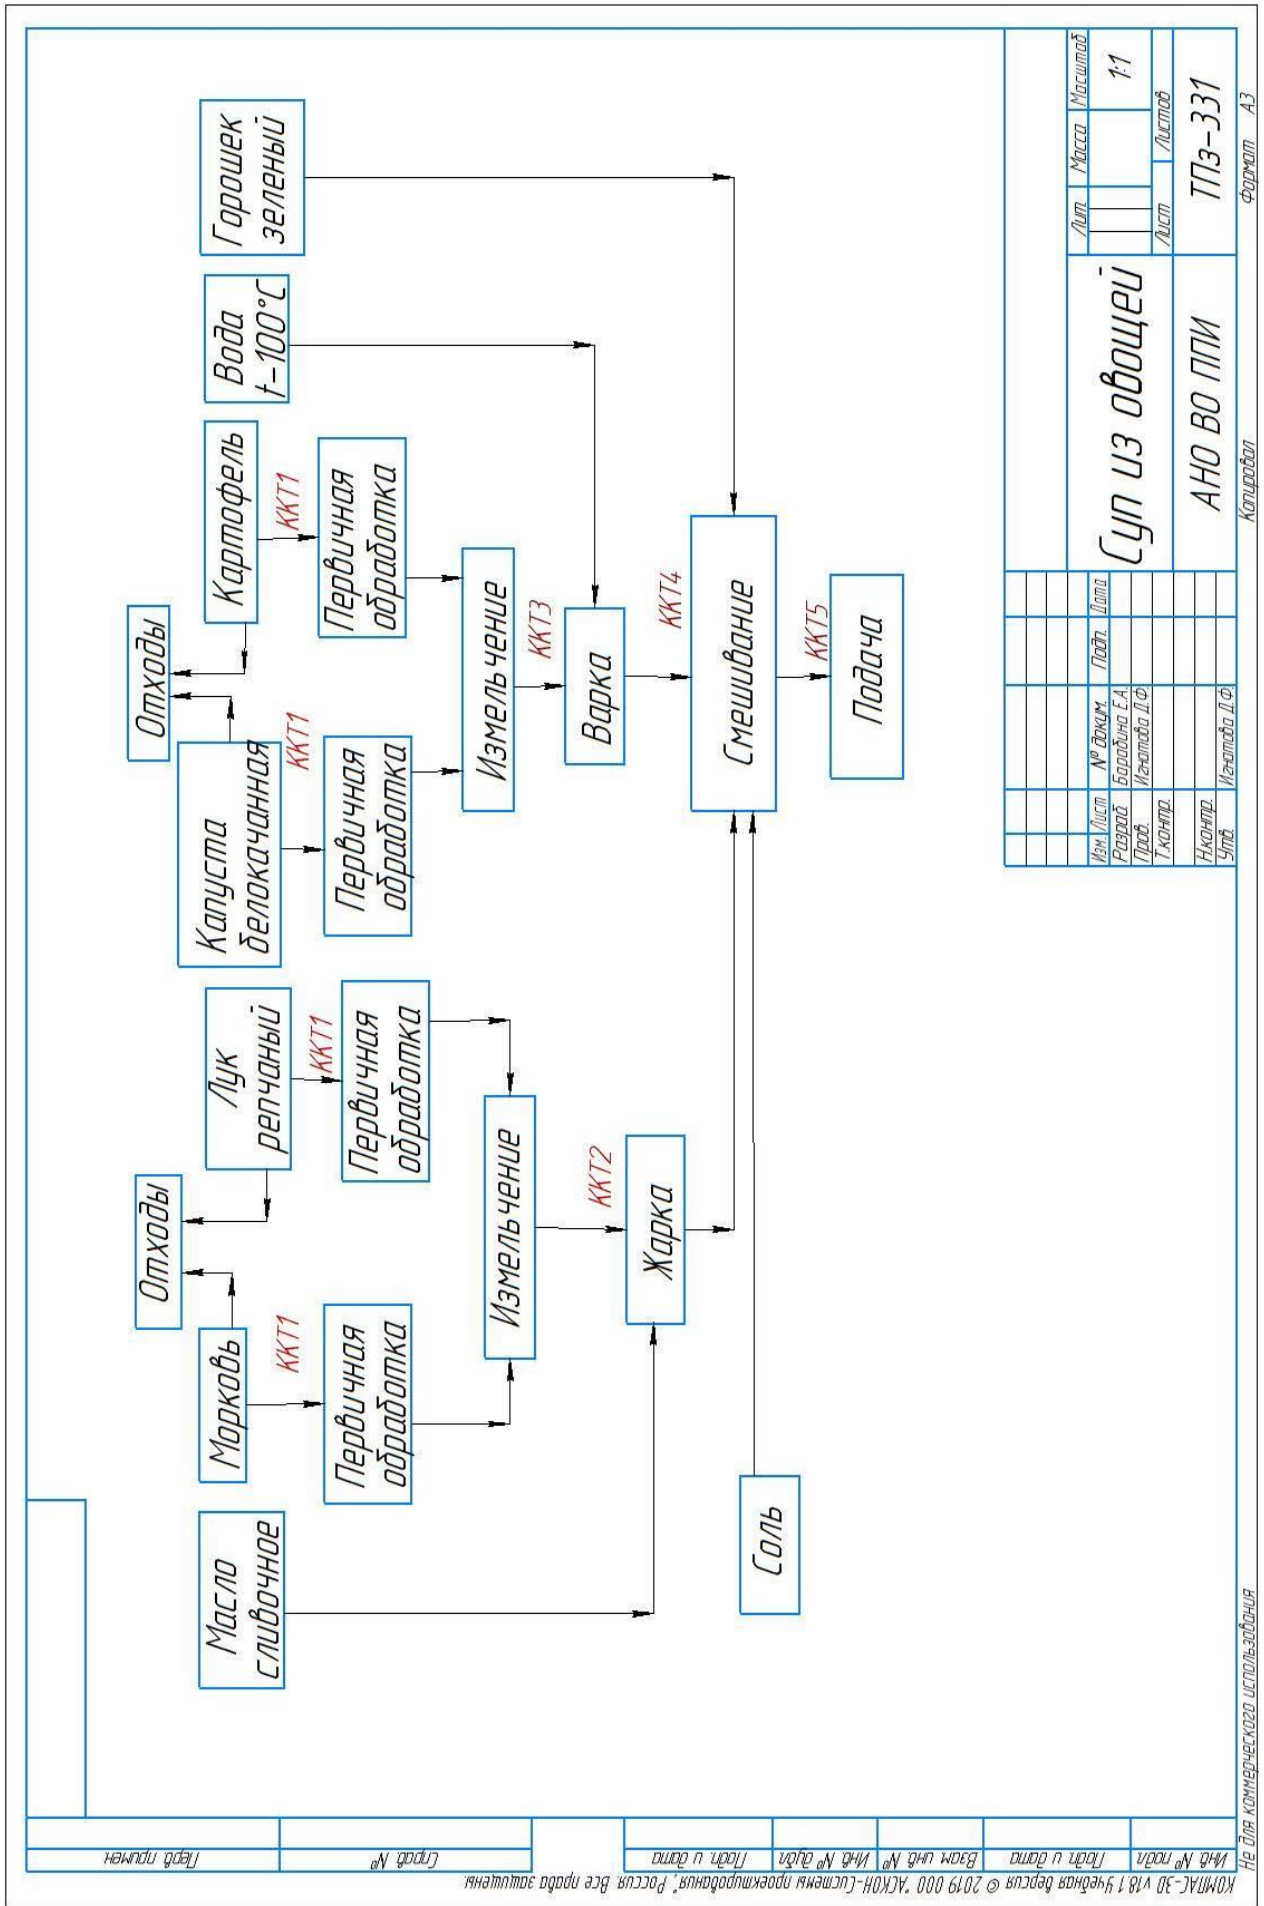 Перв. примен.
Справ. №
Подп. и дата
Инв. № дубл.
Взам. инв. №
Подп. и дата
Инв. № подл.
КОМПАС-3D v18.1 Учебная версия © 2019 ООО "АСКОН-Системы проектирования", Россия. Все права защищены.
Отходы
Отходы
Масло
сливочное
Морковь
Лук
репчаный
Капуста
белокачанная
Картофель
Вода
t-100°C
Горошек
зеленый
ККТ1
ККТ1
ККТ1
ККТ1
Первичная
обработка
Первичная
обработка
Первичная
обработка
Первичная
обработка
Измельчение
Измельчение
ККТ2
ККТ3
Жарка
Варка
ККТ4
Соль
Смешивание
ККТ5
Подача
Изм. Лист № докум. Подп. Дата
Разраб. Барабина Е.А.
Пров. Игнатова Д.Ф.
Т.контр.
Н.контр.
Утв. Игнатова Д.Ф.
Суп из овощей
Лит. Масса Масштаб
1:1
Лист Листов
АНО ВО ППИ
ТПз-331
Не для коммерческого использования
Копировал
Формат А3